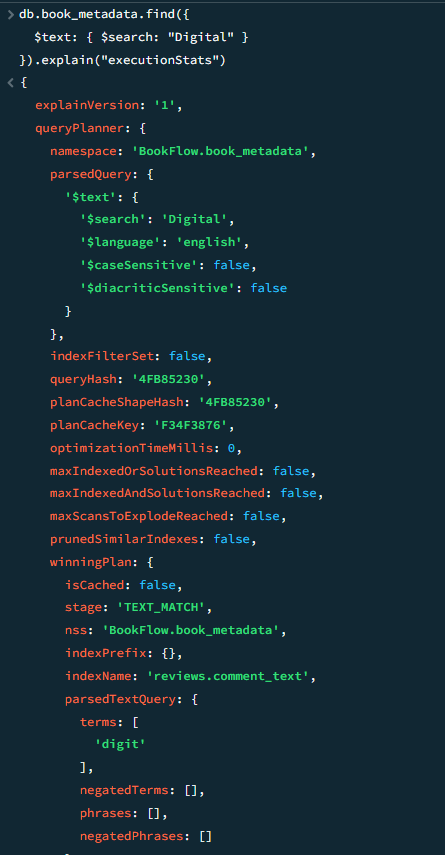 > db.book_metadata.find({
$text: { $search: "Digital" }
}).explain("executionStats")
< {
explainVersion: '1',
queryPlanner: {
namespace: 'BookFlow.book_metadata',
parsedQuery: {
'$text': {
'$search': 'Digital',
'$language': 'english',
'$caseSensitive': false,
'$diacriticSensitive': false
}
},
indexFilterSet: false,
queryHash: '4FB85230',
planCacheShapeHash: '4FB85230',
planCacheKey: 'F34F3876',
optimizationTimeMillis: 0,
maxIndexedOrSolutionsReached: false,
maxIndexedAndSolutionsReached: false,
maxScansToExplodeReached: false,
prunedSimilarIndexes: false,
winningPlan: {
isCached: false,
stage: 'TEXT_MATCH',
nss: 'BookFlow.book_metadata',
indexPrefix: {},
indexName: 'reviews.comment_text',
parsedTextQuery: {
terms: [
'digit'
],
negatedTerms: [],
phrases: [],
negatedPhrases: []